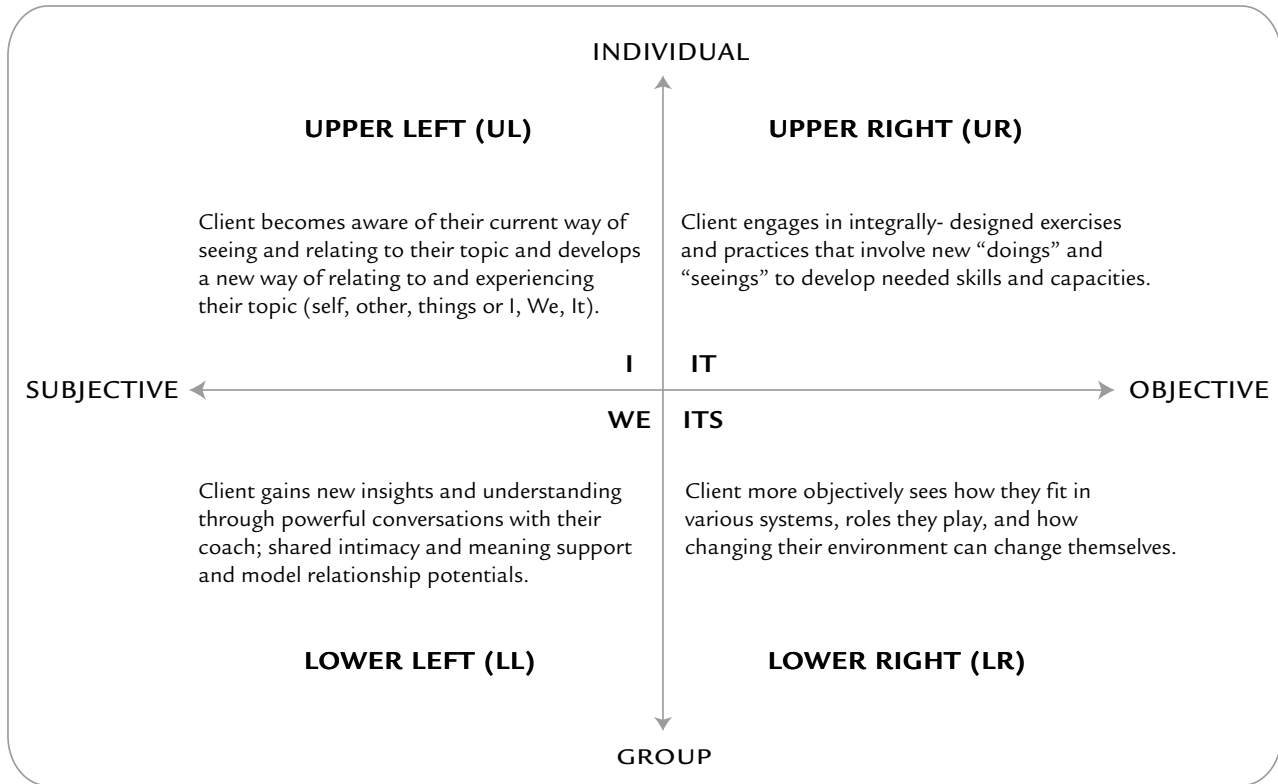 INDIVIDUAL
UPPER LEFT (UL)
UPPER RIGHT (UR)
Client becomes aware of their current way of
seeing and relating to their topic and develops
a new way of relating to and experiencing
their topic (self, other, things or I, We, It).
Client engages in integrally- designed exercises
and practices that involve new “doings” and
“seeings” to develop needed skills and capacities.
I
IT
SUBJECTIVE
OBJECTIVE
WE
ITS
Client gains new insights and understanding
through powerful conversations with their
coach; shared intimacy and meaning support
and model relationship potentials.
Client more objectively sees how they fit in
various systems, roles they play, and how
changing their environment can change themselves.
LOWER LEFT (LL)
LOWER RIGHT (LR)
GROUP